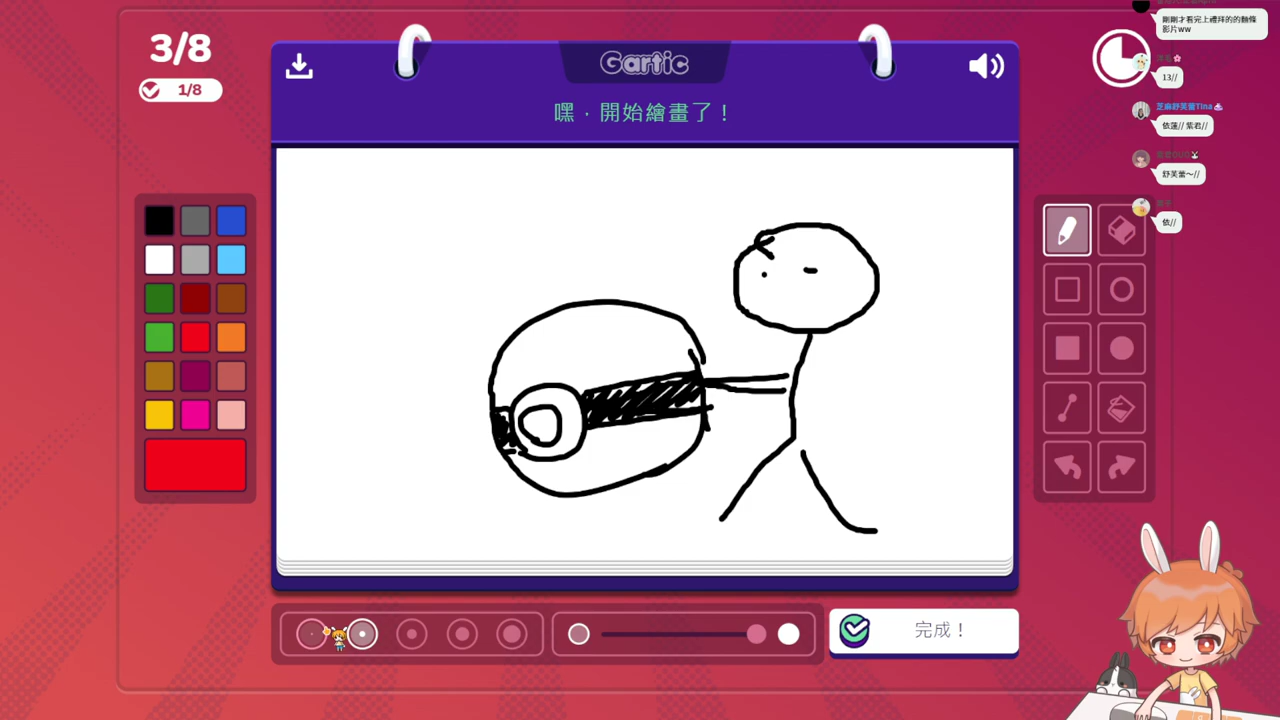 3/8
1/8
Gartic
嘿，開始繪畫了！
剛剛才看完上禮拜的的麵條
影片ww
13//
芝麻舒芙蕾Tina
依蓮// 紫君//
舒芙蕾～//
依//
完成！